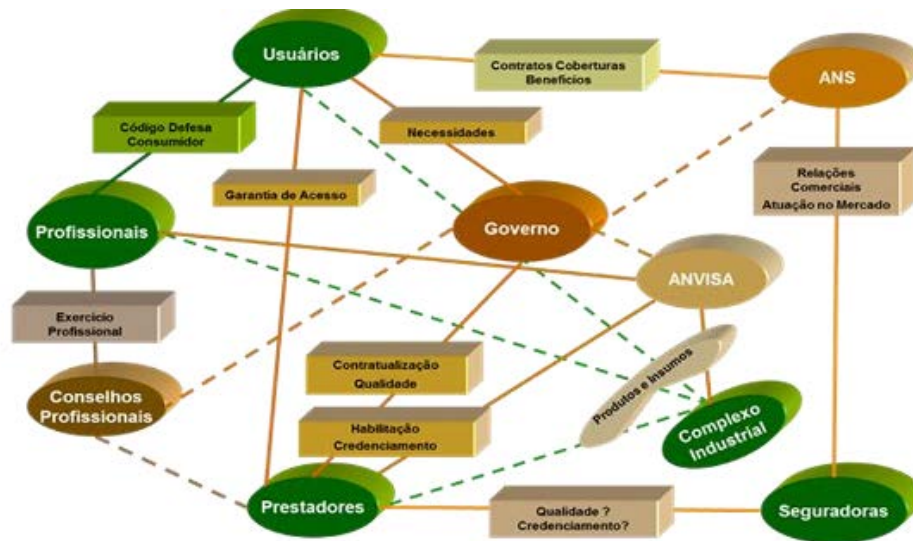 Usuários
Contratos Coberturas
Benefícios
ANS
Código Defesa
Consumidor
Necessidades
Garantia de Acesso
Relações
Comerciais
Atuação no Mercado
Profissionais
Governo
ANVISA
Exercício
Profissional
Contratualização
Qualidade
Produtos e Insumos
Conselhos
Profissionais
Habilitação
Credenciamento
Complexo
Industrial
Prestadores
Qualidade ?
Credenciamento?
Seguradoras